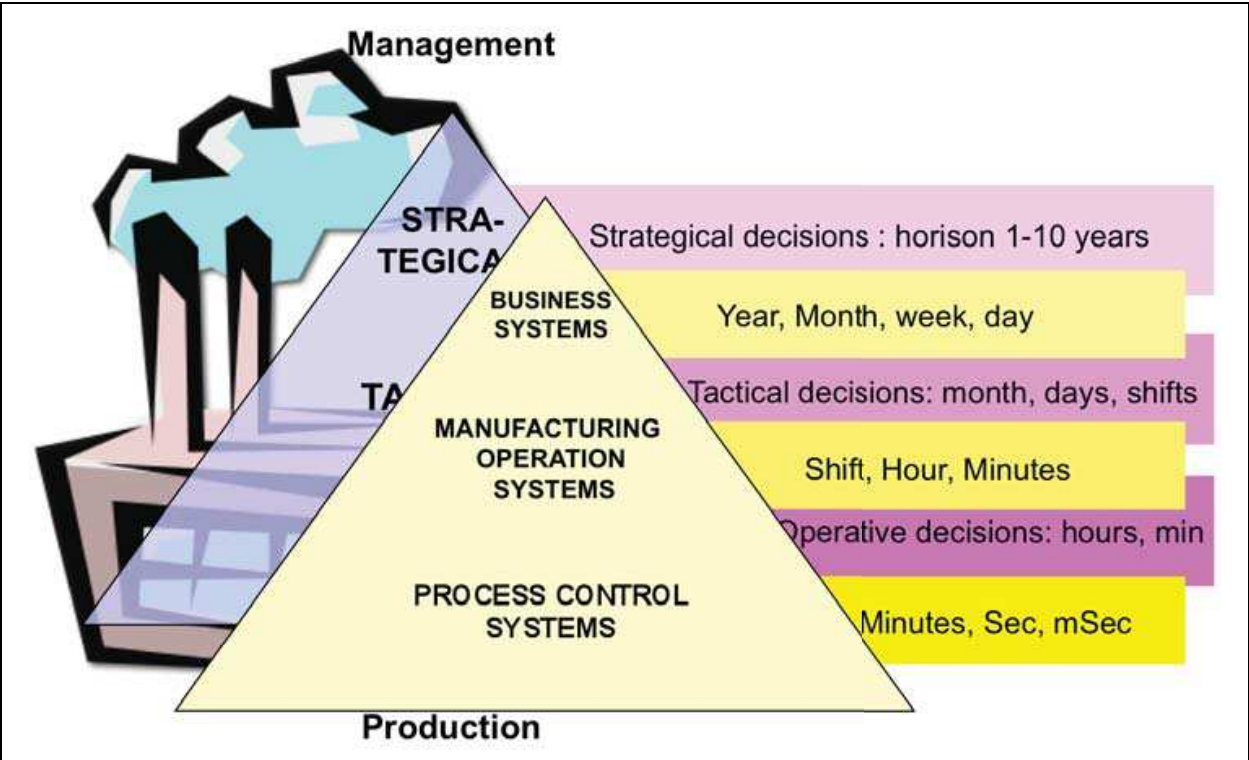 Management
STRA-
TEGICA
Strategical decisions : horison 1-10 years
BUSINESS
SYSTEMS
Year, Month, week, day
TA
Tactical decisions: month, days, shifts
MANUFACTURING
OPERATION
SYSTEMS
Shift, Hour, Minutes
Operative decisions: hours, min
PROCESS CONTROL
SYSTEMS
Minutes, Sec, mSec
Production